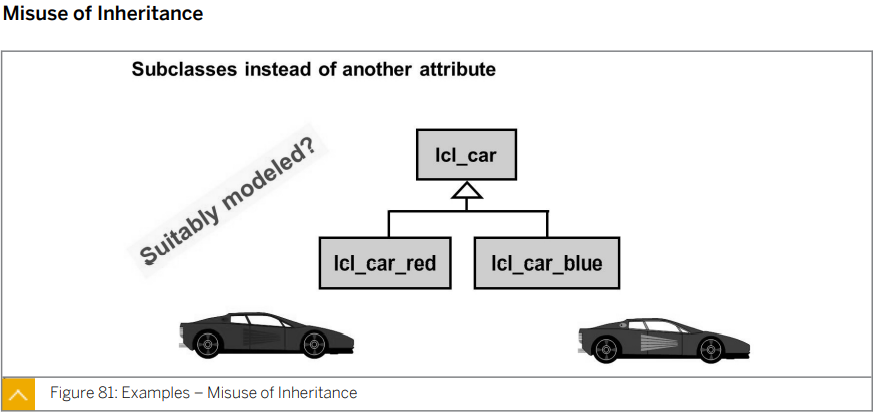 Misuse of Inheritance
Subclasses instead of another attribute
Suitably modeled?
lcl_car
lcl_car_red
lcl_car_blue
Figure 81: Examples – Misuse of Inheritance